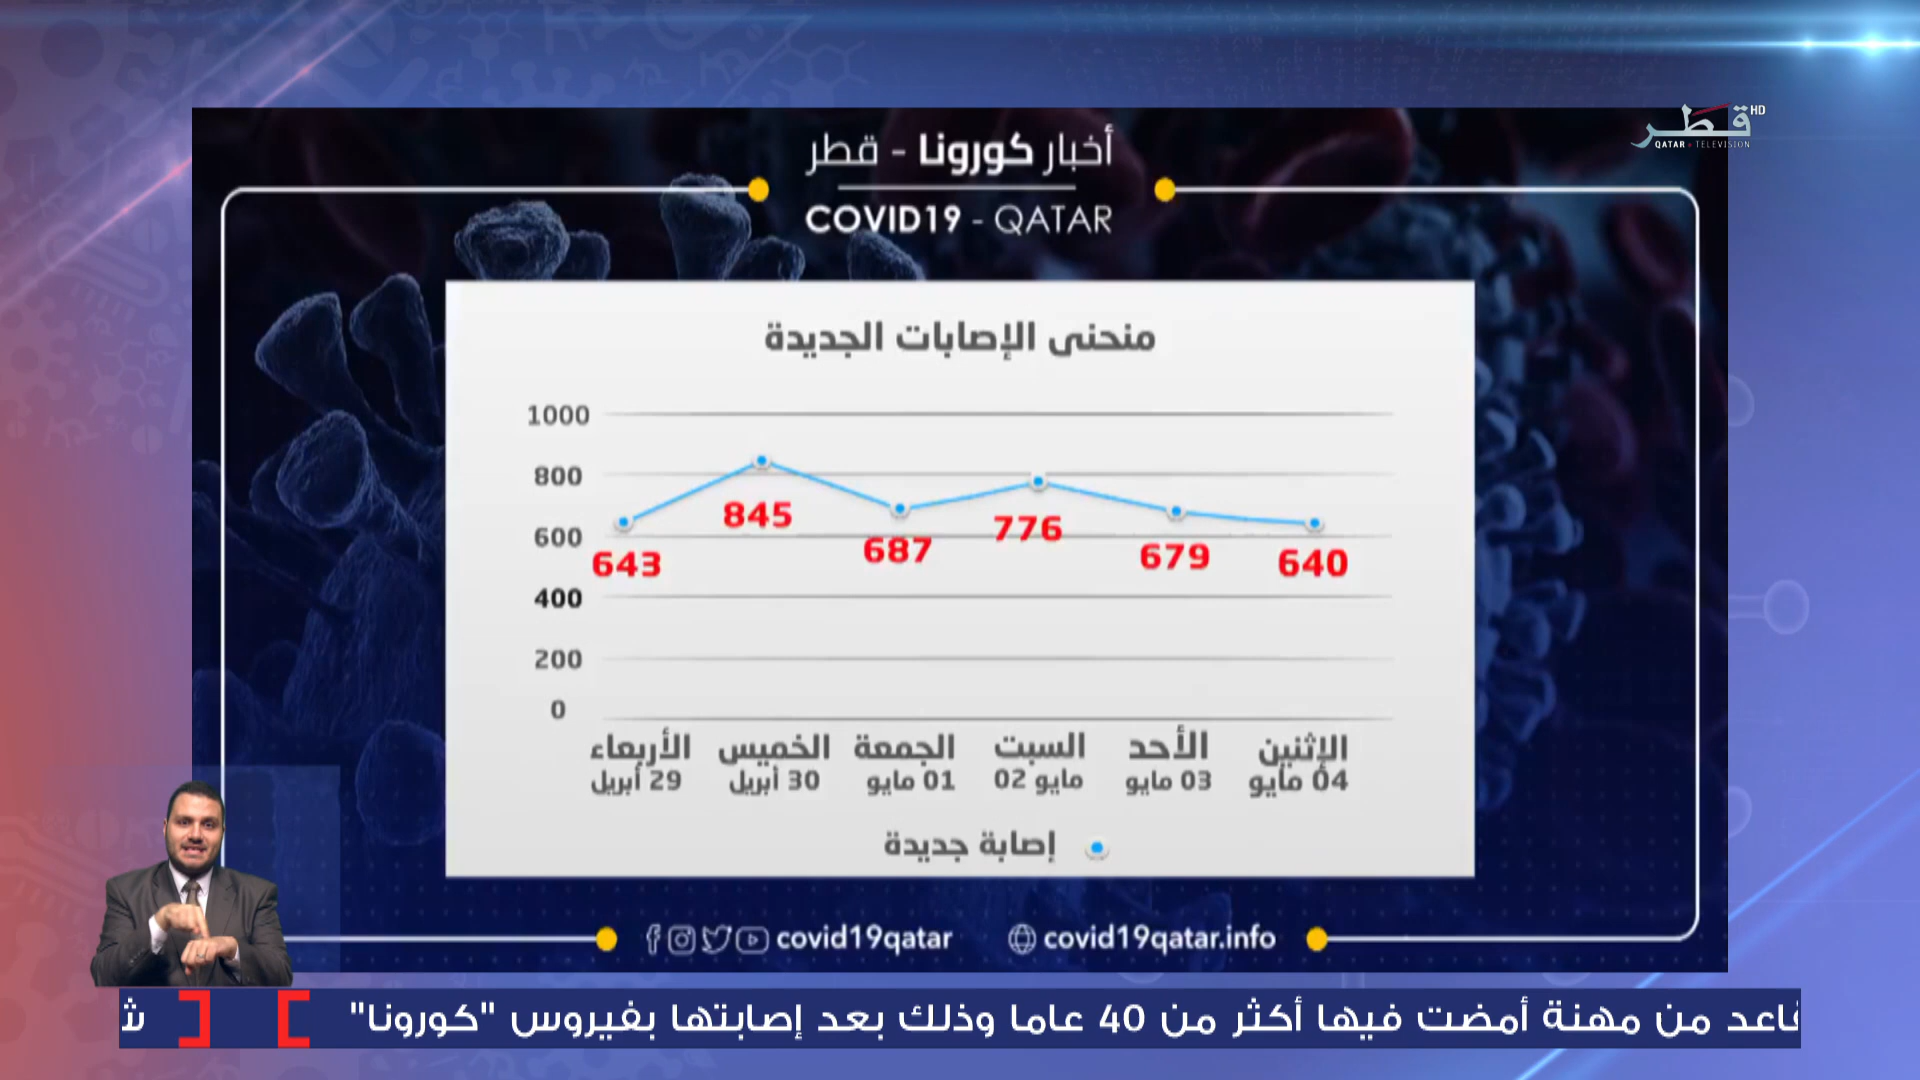 قطر HD
QATAR TELEVISION
أخبار كورونا - قطر
COVID19 - QATAR
منحنى الإصابات الجديدة
1000
800
600
400
200
0
643
845
687
776
679
640
الأربعاء
29 أبريل
الخميس
30 أبريل
الجمعة
01 مايو
السبت
مايو 02
الأحد
03 مايو
الإثنين
04 مايو
إصابة جديدة
covid19qatar
covid19qatar.info
من مهنة أمضت فيها أكثر من 40 عاما وذلك بعد إصابتها بفيروس "كورونا"